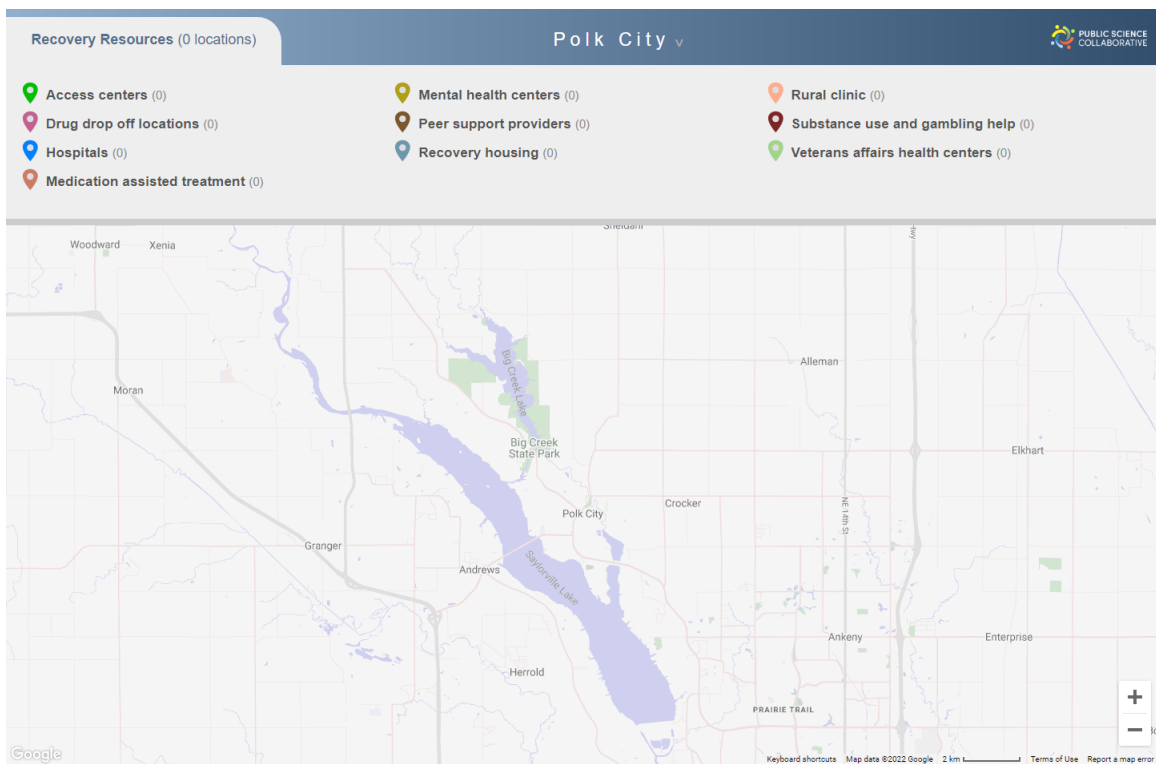 Recovery Resources (0 locations)
Polk City v
PUBLIC SCIENCE
COLLABORATIVE
Access centers (0)
Mental health centers (0)
Rural clinic (0)
Drug drop off locations (0)
Peer support providers (0)
Substance use and gambling help (0)
Hospitals (0)
Recovery housing (0)
Veterans affairs health centers (0)
Medication assisted treatment (0)
Sheldahl
Hwy
Woodward
Xenia
Big Creek Lake
Alleman
Moran
Big Creek
State Park
Elkhart
Crocker
NE 14th St
Polk City
Granger
Andrews
Saylorville Lake
Ankeny
Enterprise
Herrold
PRAIRIE TRAIL
+
−
Google
Keyboard shortcuts
Map data ©2022 Google
2 km
Terms of Use
Report a map error